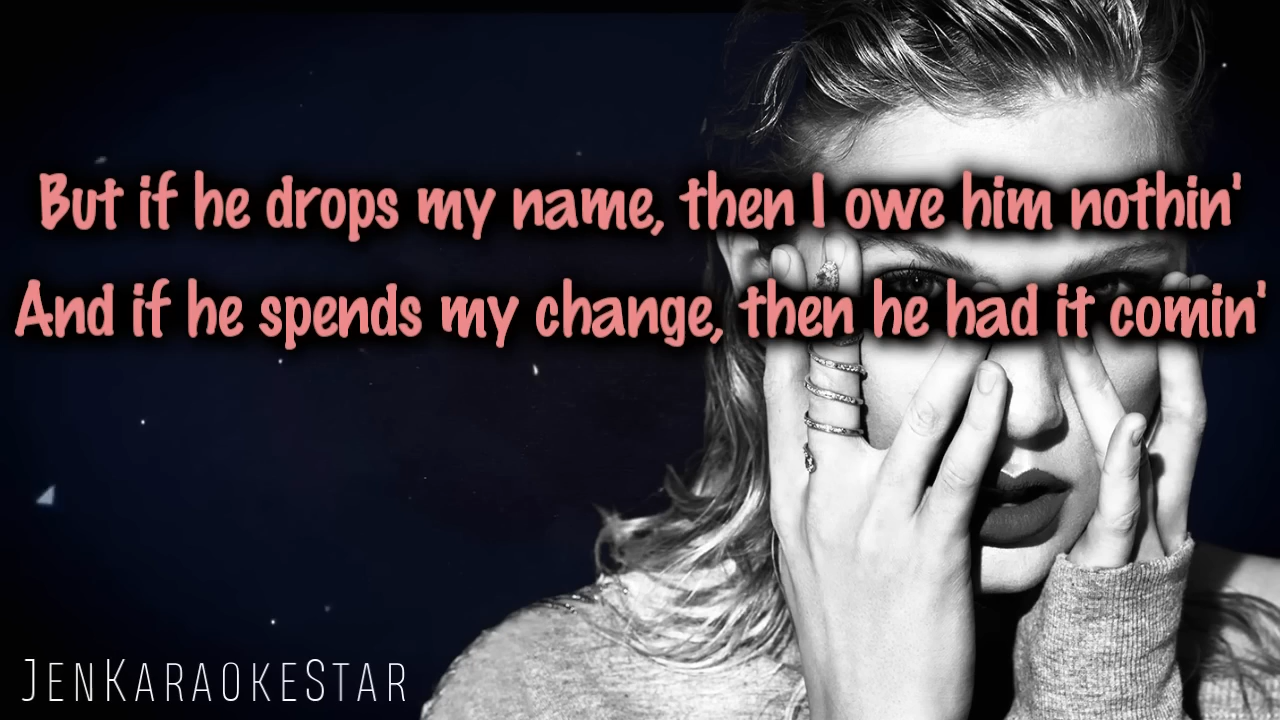 But if he drops my name, then I owe him nothin'
And if he spends my change, then he had it comin'
JenKaraokeStar